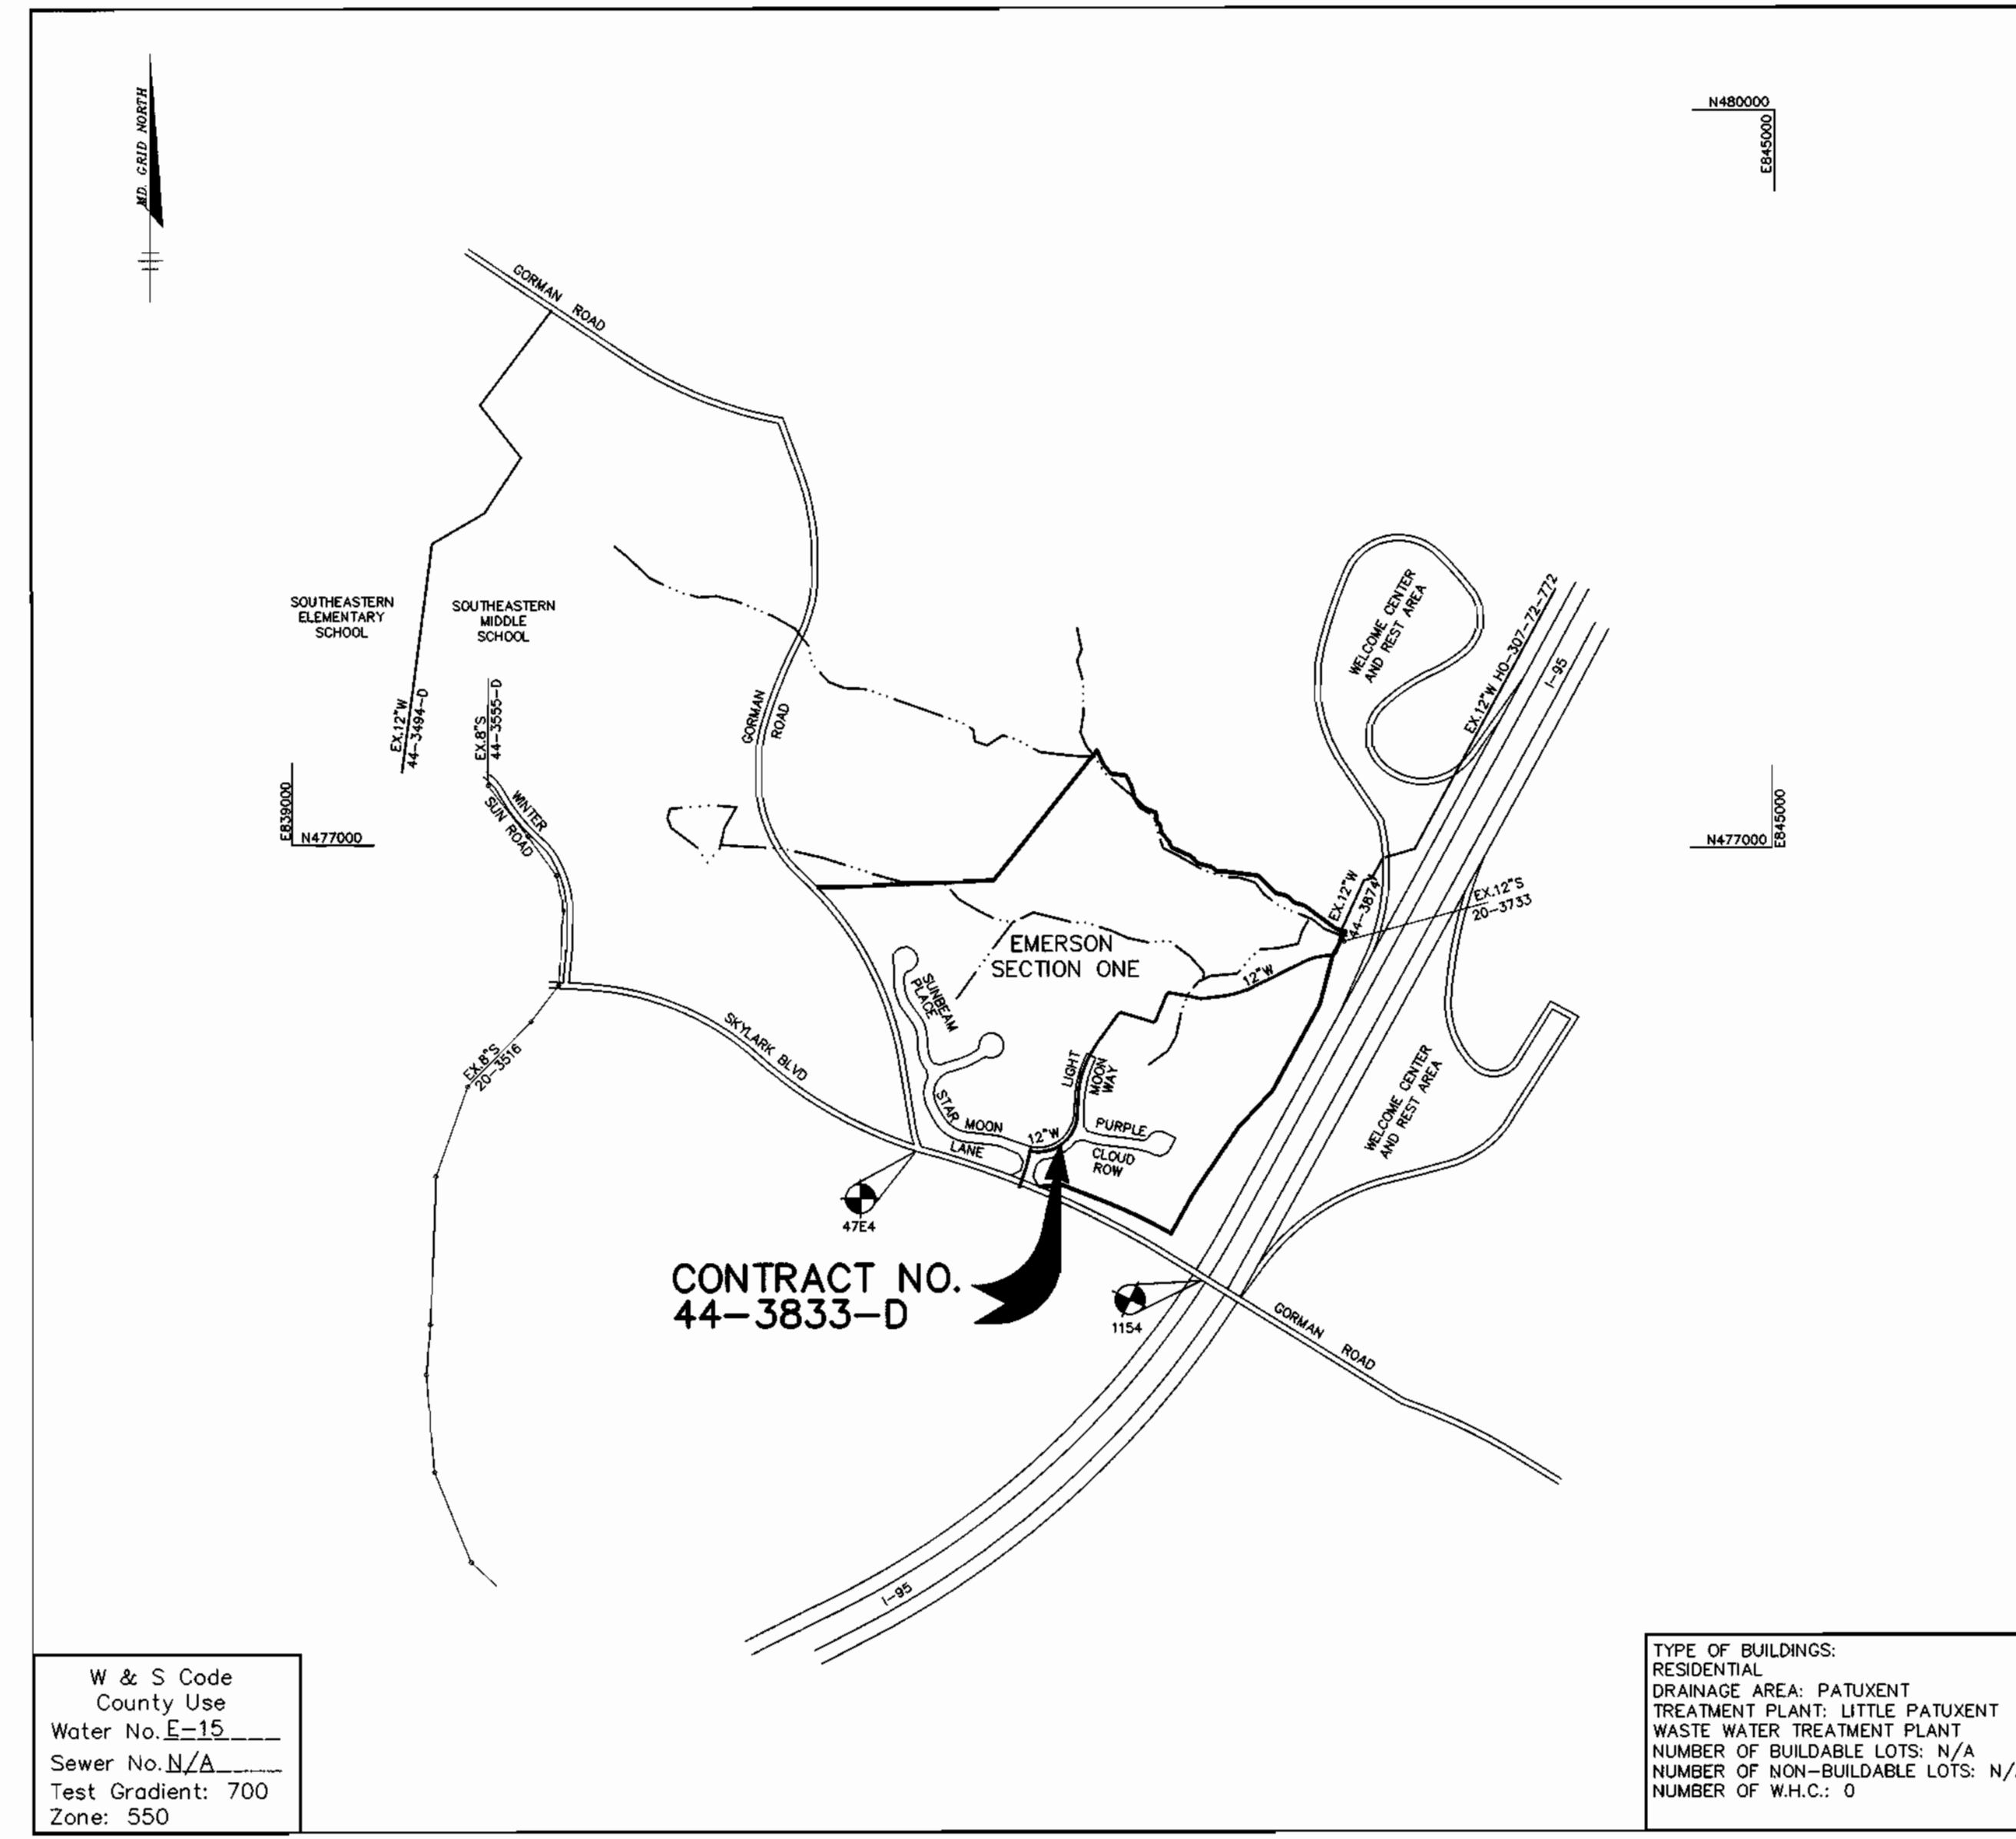 MD. GRID NORTH
N480000
E845000
GORMAN ROAD
SOUTHEASTERN
ELEMENTARY
SCHOOL
SOUTHEASTERN
MIDDLE
SCHOOL
EX.12"W
44-3494-D
EX.8"S
44-3555-D
GORMAN
ROAD
WELCOME CENTER
AND REST AREA
EX.12"W HO-307-72-772
I-95
E839000
N477000
WINTER
SUN ROAD
N477000
E845000
EX.12"W
44-3874
EX.12"S
20-3733
EMERSON
SECTION ONE
12"W
SUNBEAM
PLACE
SKYLARK BLVD
EX.8"S
20-3516
LIGHT
MOON
WAY
STAR MOON
LANE
12"W
PURPLE
CLOUD
ROW
WELCOME CENTER
AND REST AREA
47E4
CONTRACT NO.
44-3833-D
1154
GORMAN ROAD
I-95
W & S Code
County Use
Water No. E-15
Sewer No. N/A
Test Gradient: 700
Zone: 550
TYPE OF BUILDINGS:
RESIDENTIAL
DRAINAGE AREA: PATUXENT
TREATMENT PLANT: LITTLE PATUXENT
WASTE WATER TREATMENT PLANT
NUMBER OF BUILDABLE LOTS: N/A
NUMBER OF NON-BUILDABLE LOTS: N/
NUMBER OF W.H.C.: 0